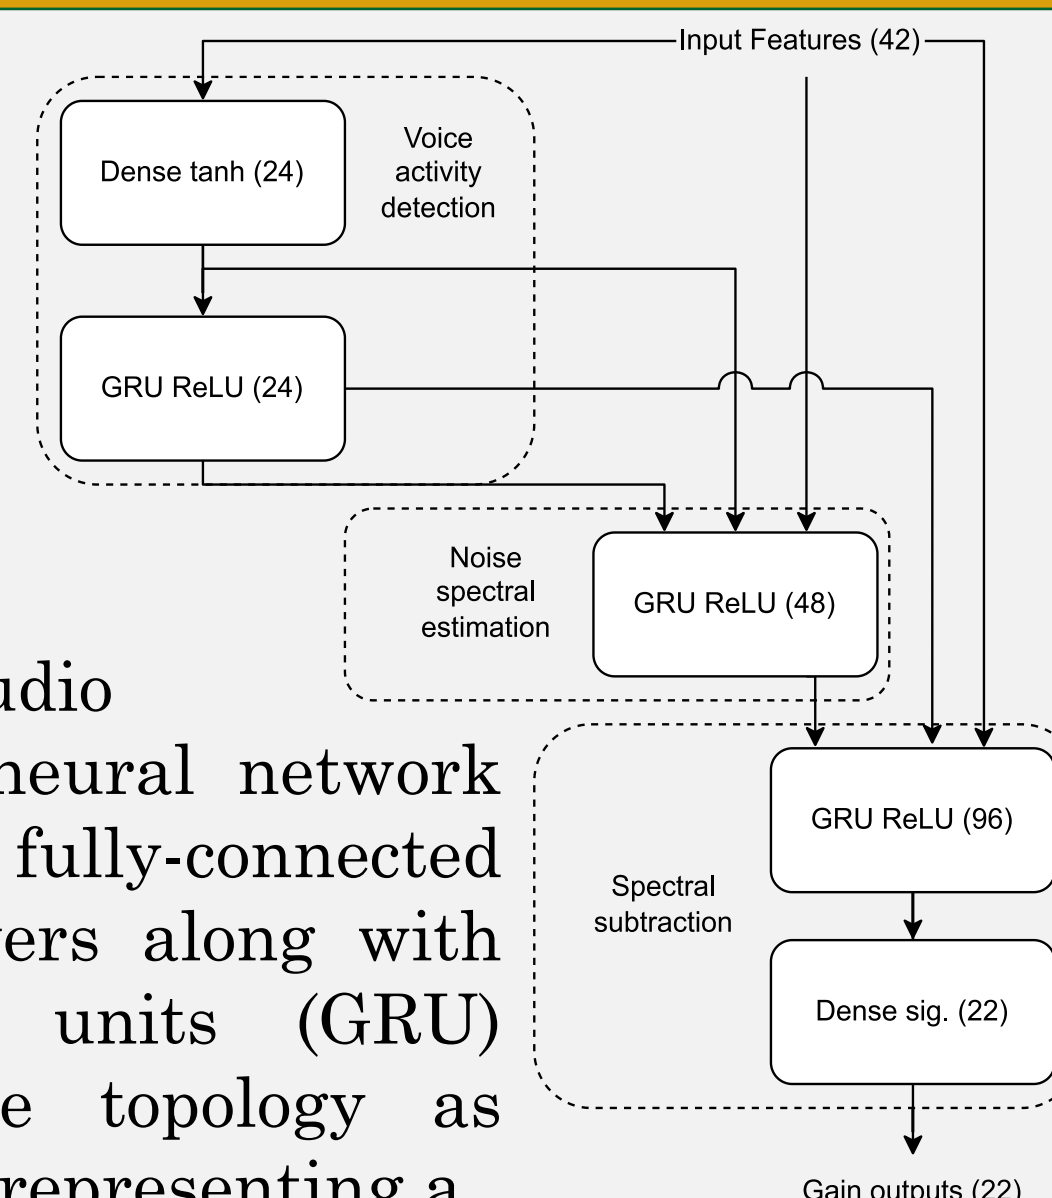 Input Features (42)
Dense tanh (24)
Voice
activity
detection
GRU ReLU (24)
Noise
spectral
estimation
GRU ReLU (48)
GRU ReLU (96)
Spectral
subtraction
Dense sig. (22)
Gain outputs (22)
neural network
fully-connected
along with
units (GRU)
topology as
representing a